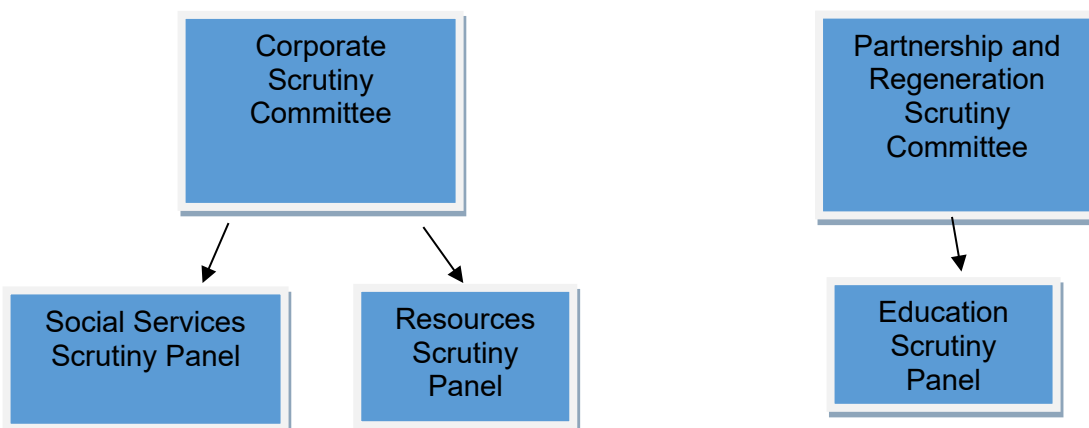 Corporate
Scrutiny
Committee
Partnership and
Regeneration
Scrutiny
Committee
Social Services
Scrutiny Panel
Resources
Scrutiny
Panel
Education
Scrutiny
Panel